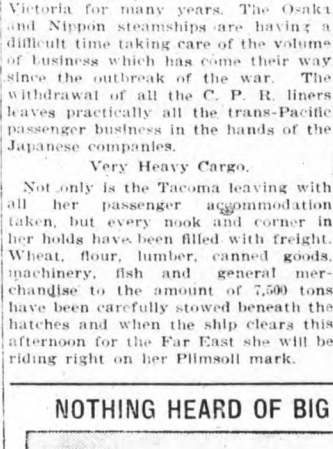 Victoria for many years. The Osaka
and Nippon steamships are having a
difficult time taking care of the volume
of business which has come their way
since the outbreak of the war. The
withdrawal of all the C. P. R. liners
leaves practically all the trans-Pacific
passenger business in the hands of the
Japanese companies.
Very Heavy Cargo.
Not only is the Tacoma leaving with
all her passenger accommodation
taken, but every nook and corner in
her holds have been filled with freight.
Wheat, flour, lumber, canned goods,
machinery, fish and general mer-
chandise to the amount of 7,500 tons
have been carefully stowed beneath the
hatches and when the ship clears this
afternoon for the Far East she will be
riding right on her Plimsoll mark.
NOTHING HEARD OF BIG